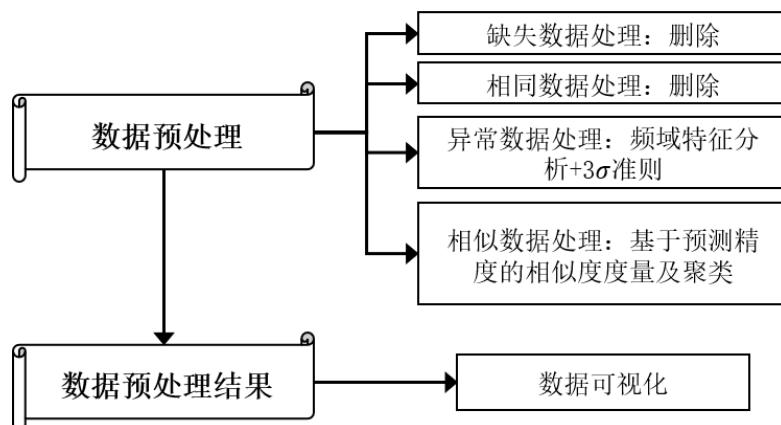 缺失数据处理：删除
相同数据处理：删除
数据预处理
异常数据处理：频域特征分
析+3σ准则
相似数据处理：基于预测精
度的相似度度量及聚类
数据预处理结果
数据可视化